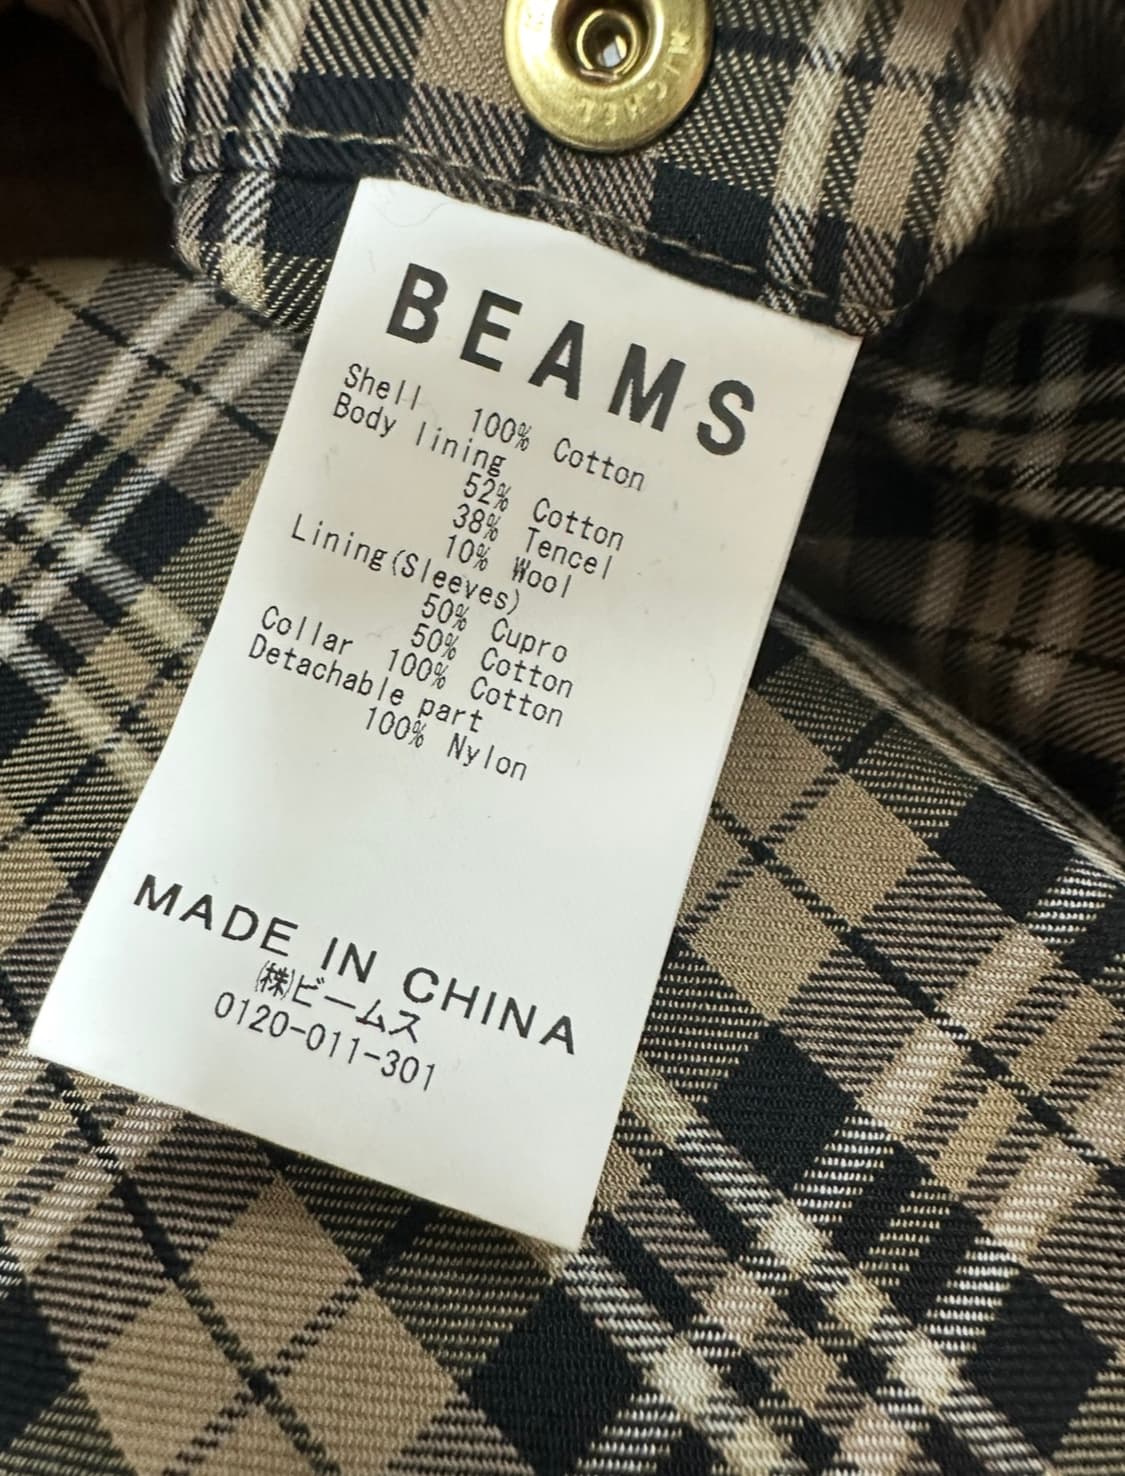 MITCHELL
BEAMS
Shell 100% Cotton
Body lining
52% Cotton
38% Tencel
10% Wool
Lining(Sleeves)
50% Cupro
50% Cotton
Collar 100% Cotton
Detachable part
100% Nylon
MADE IN CHINA
㈱ビームス
0120-011-301